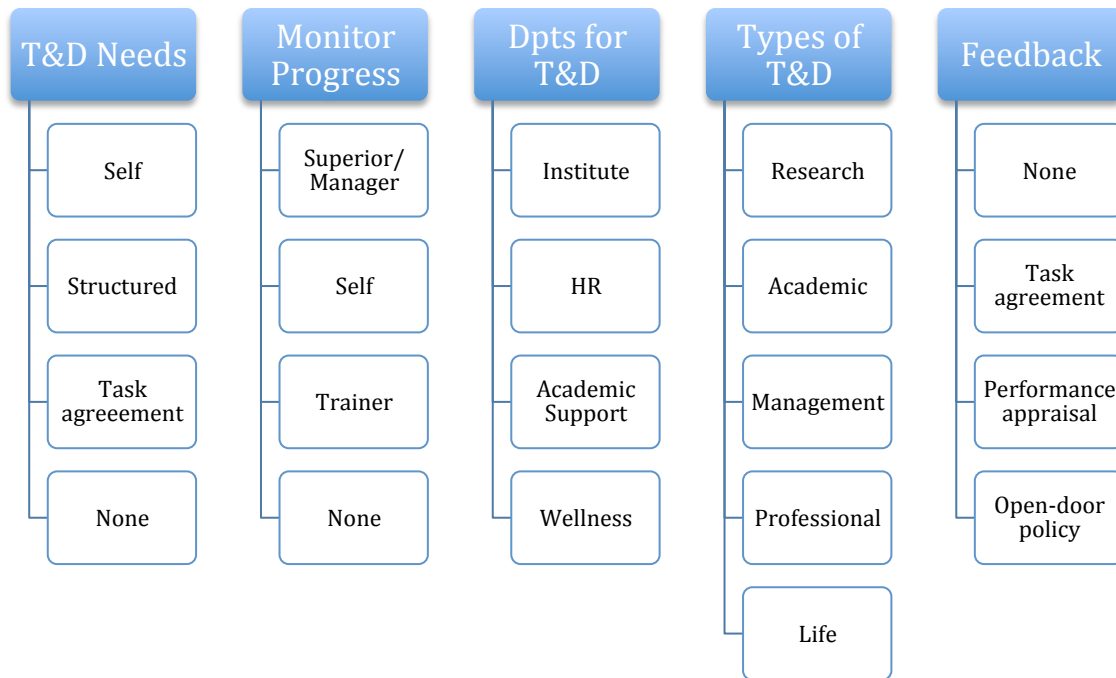 T&D Needs
Self
Structured
Task
agreeement
None
Monitor
Progress
Superior/
Manager
Self
Trainer
None
Dpts for
T&D
Institute
HR
Academic
Support
Wellness
Types of
T&D
Research
Academic
Management
Professional
Life
Feedback
None
Task
agreement
Performance
appraisal
Open-door
policy